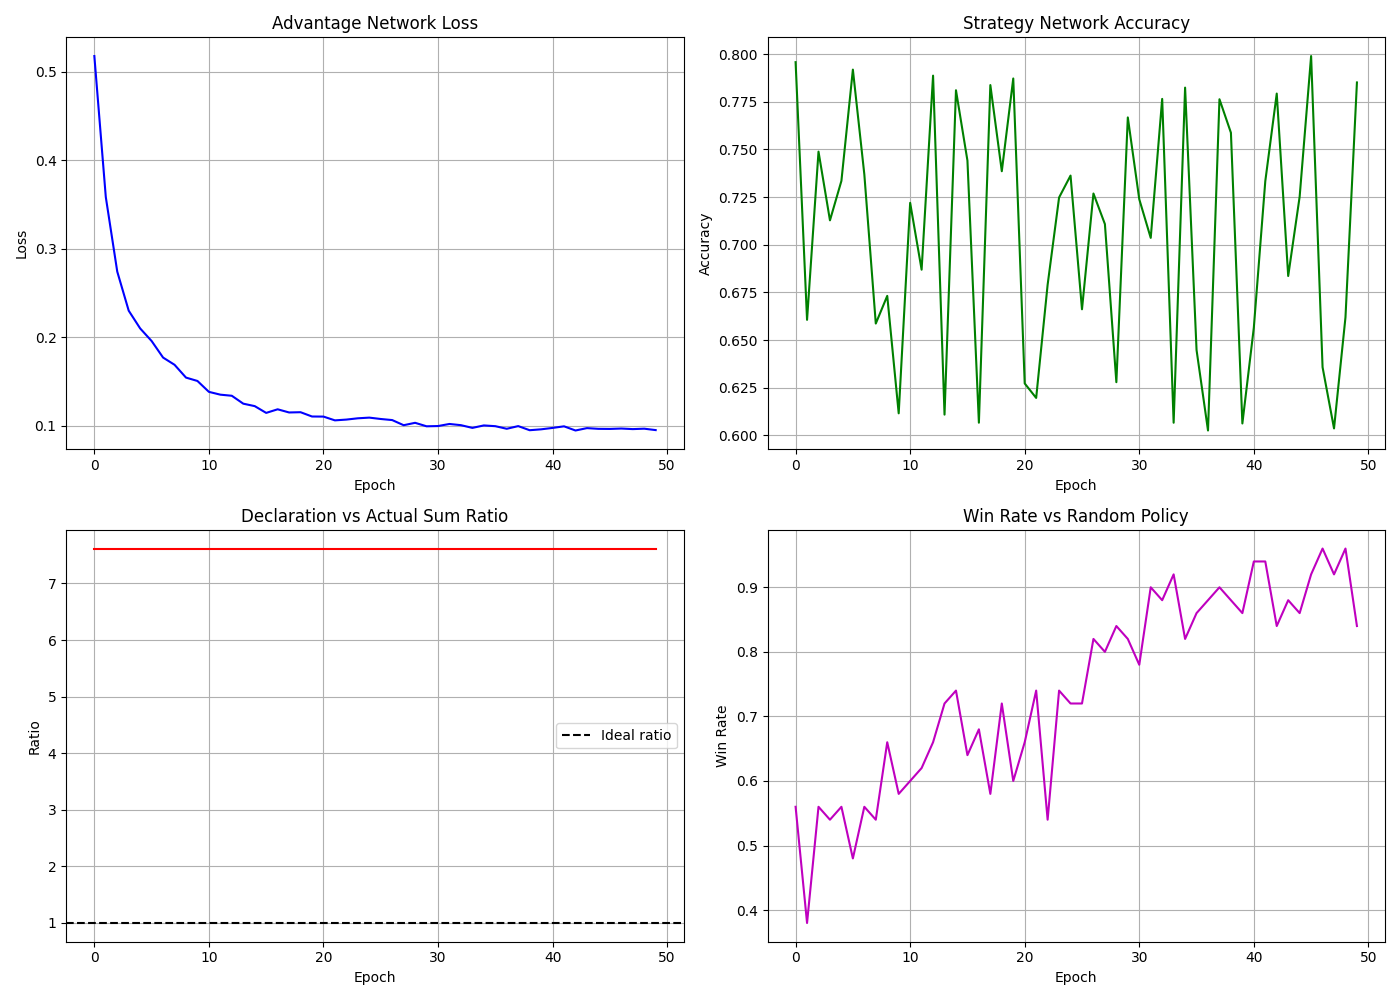 Advantage Network Loss
Loss
0.5
0.4
0.3
0.2
0.1
0 10 20 30 40 50
Epoch
Strategy Network Accuracy
Accuracy
0.800
0.775
0.750
0.725
0.700
0.675
0.650
0.625
0.600
0 10 20 30 40 50
Epoch
Declaration vs Actual Sum Ratio
Ratio
7
6
5
4
3
2
1
Ideal ratio
0 10 20 30 40 50
Epoch
Win Rate vs Random Policy
Win Rate
0.9
0.8
0.7
0.6
0.5
0.4
0 10 20 30 40 50
Epoch